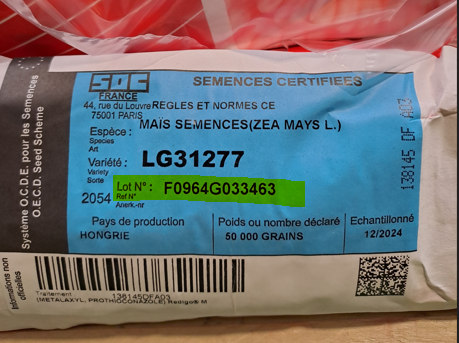 SOC
FRANCE
SEMENCES CERTIFIEES
44, rue du Louvre
75001 PARIS
REGLES ET NORMES CE
Espèce :
Species
Art
MAÏS SEMENCES(ZEA MAYS L.)
Variété :
Variety
Sorte
LG31277
2054
Lot N° :
Ref N°
Anerk.-nr
F0964G033463
Pays de production
HONGRIE
Poids ou nombre déclaré
50 000 GRAINS
Echantillonné
12/2024
138145 DF A03
Système O.C.D.E. pour les Semences
O.E.C.D. Seed Scheme
Informations non
officielles
138145DFA03
Traitement
(METALAXYL, PROTHIOCONAZOLE) Redigo® M